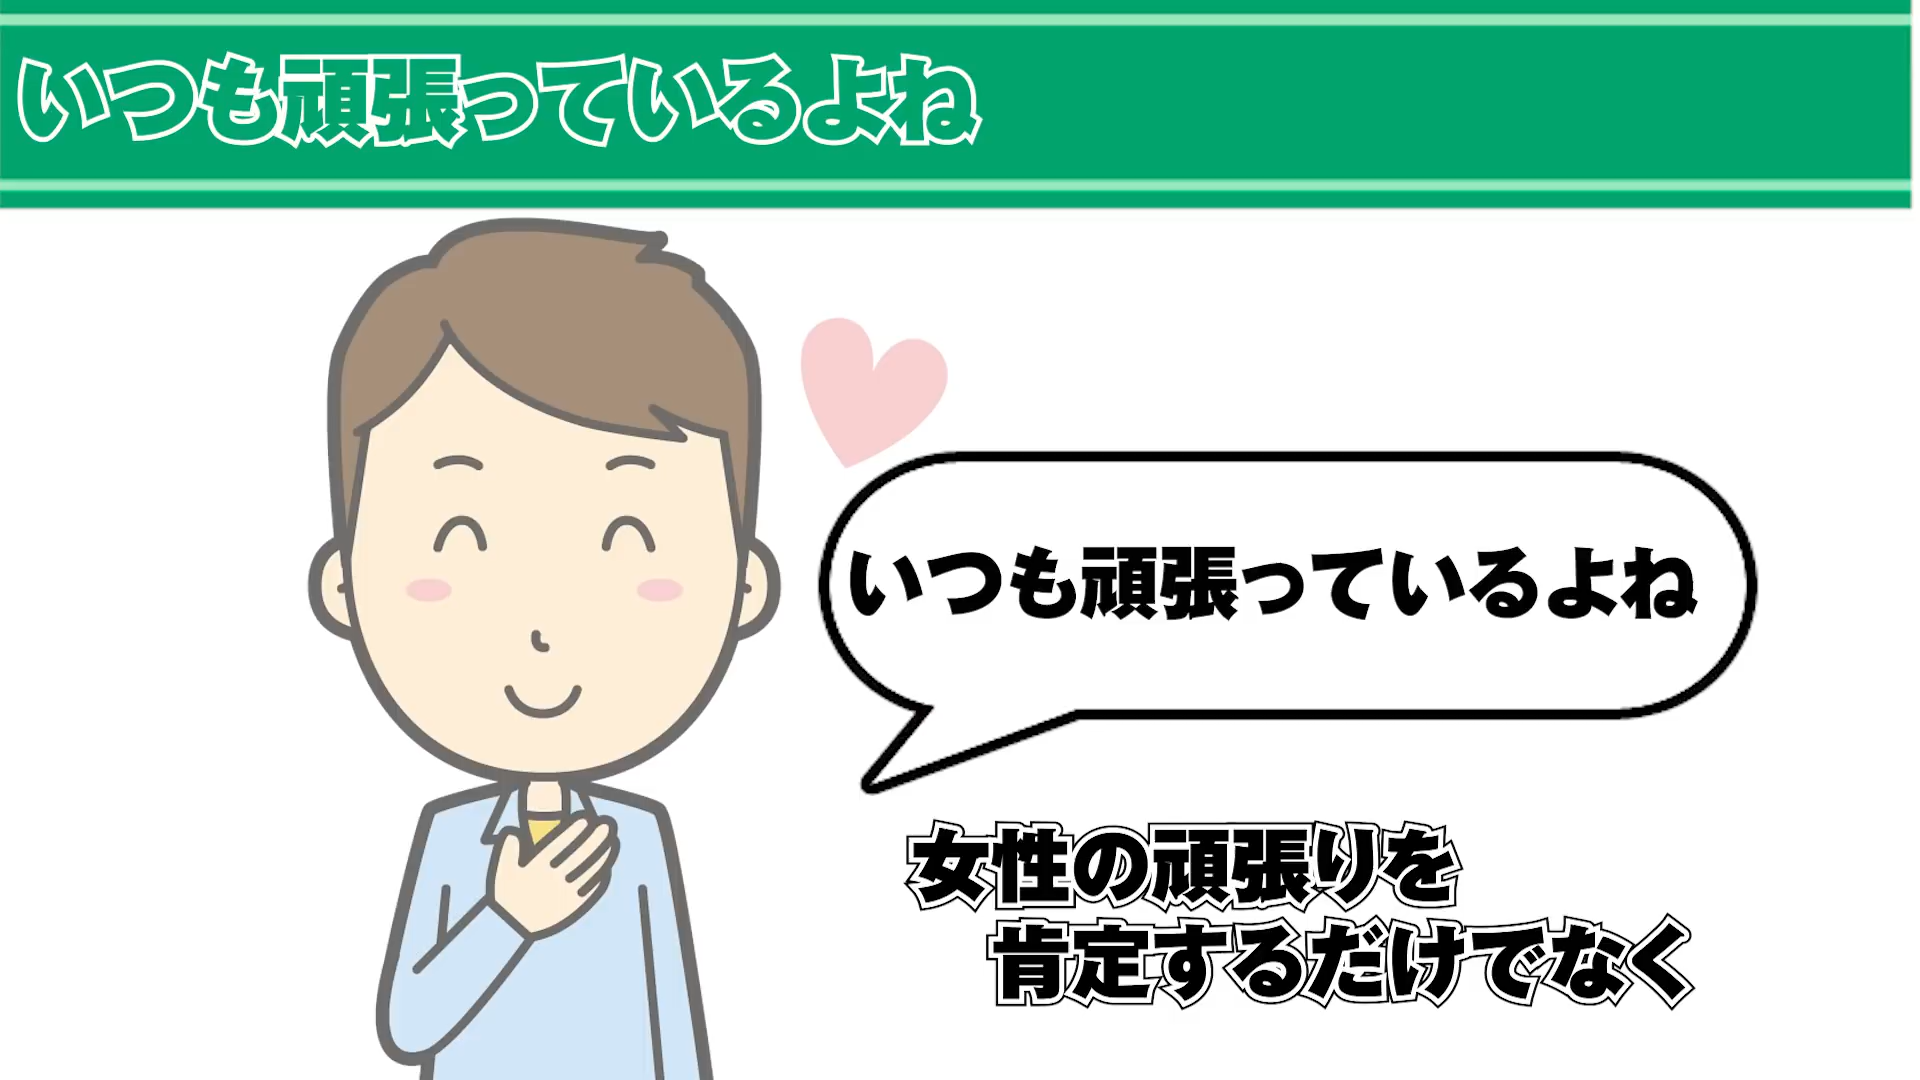 いつも頑張っているよね
いつも頑張っているよね
女性の頑張りを
肯定するだけでなく